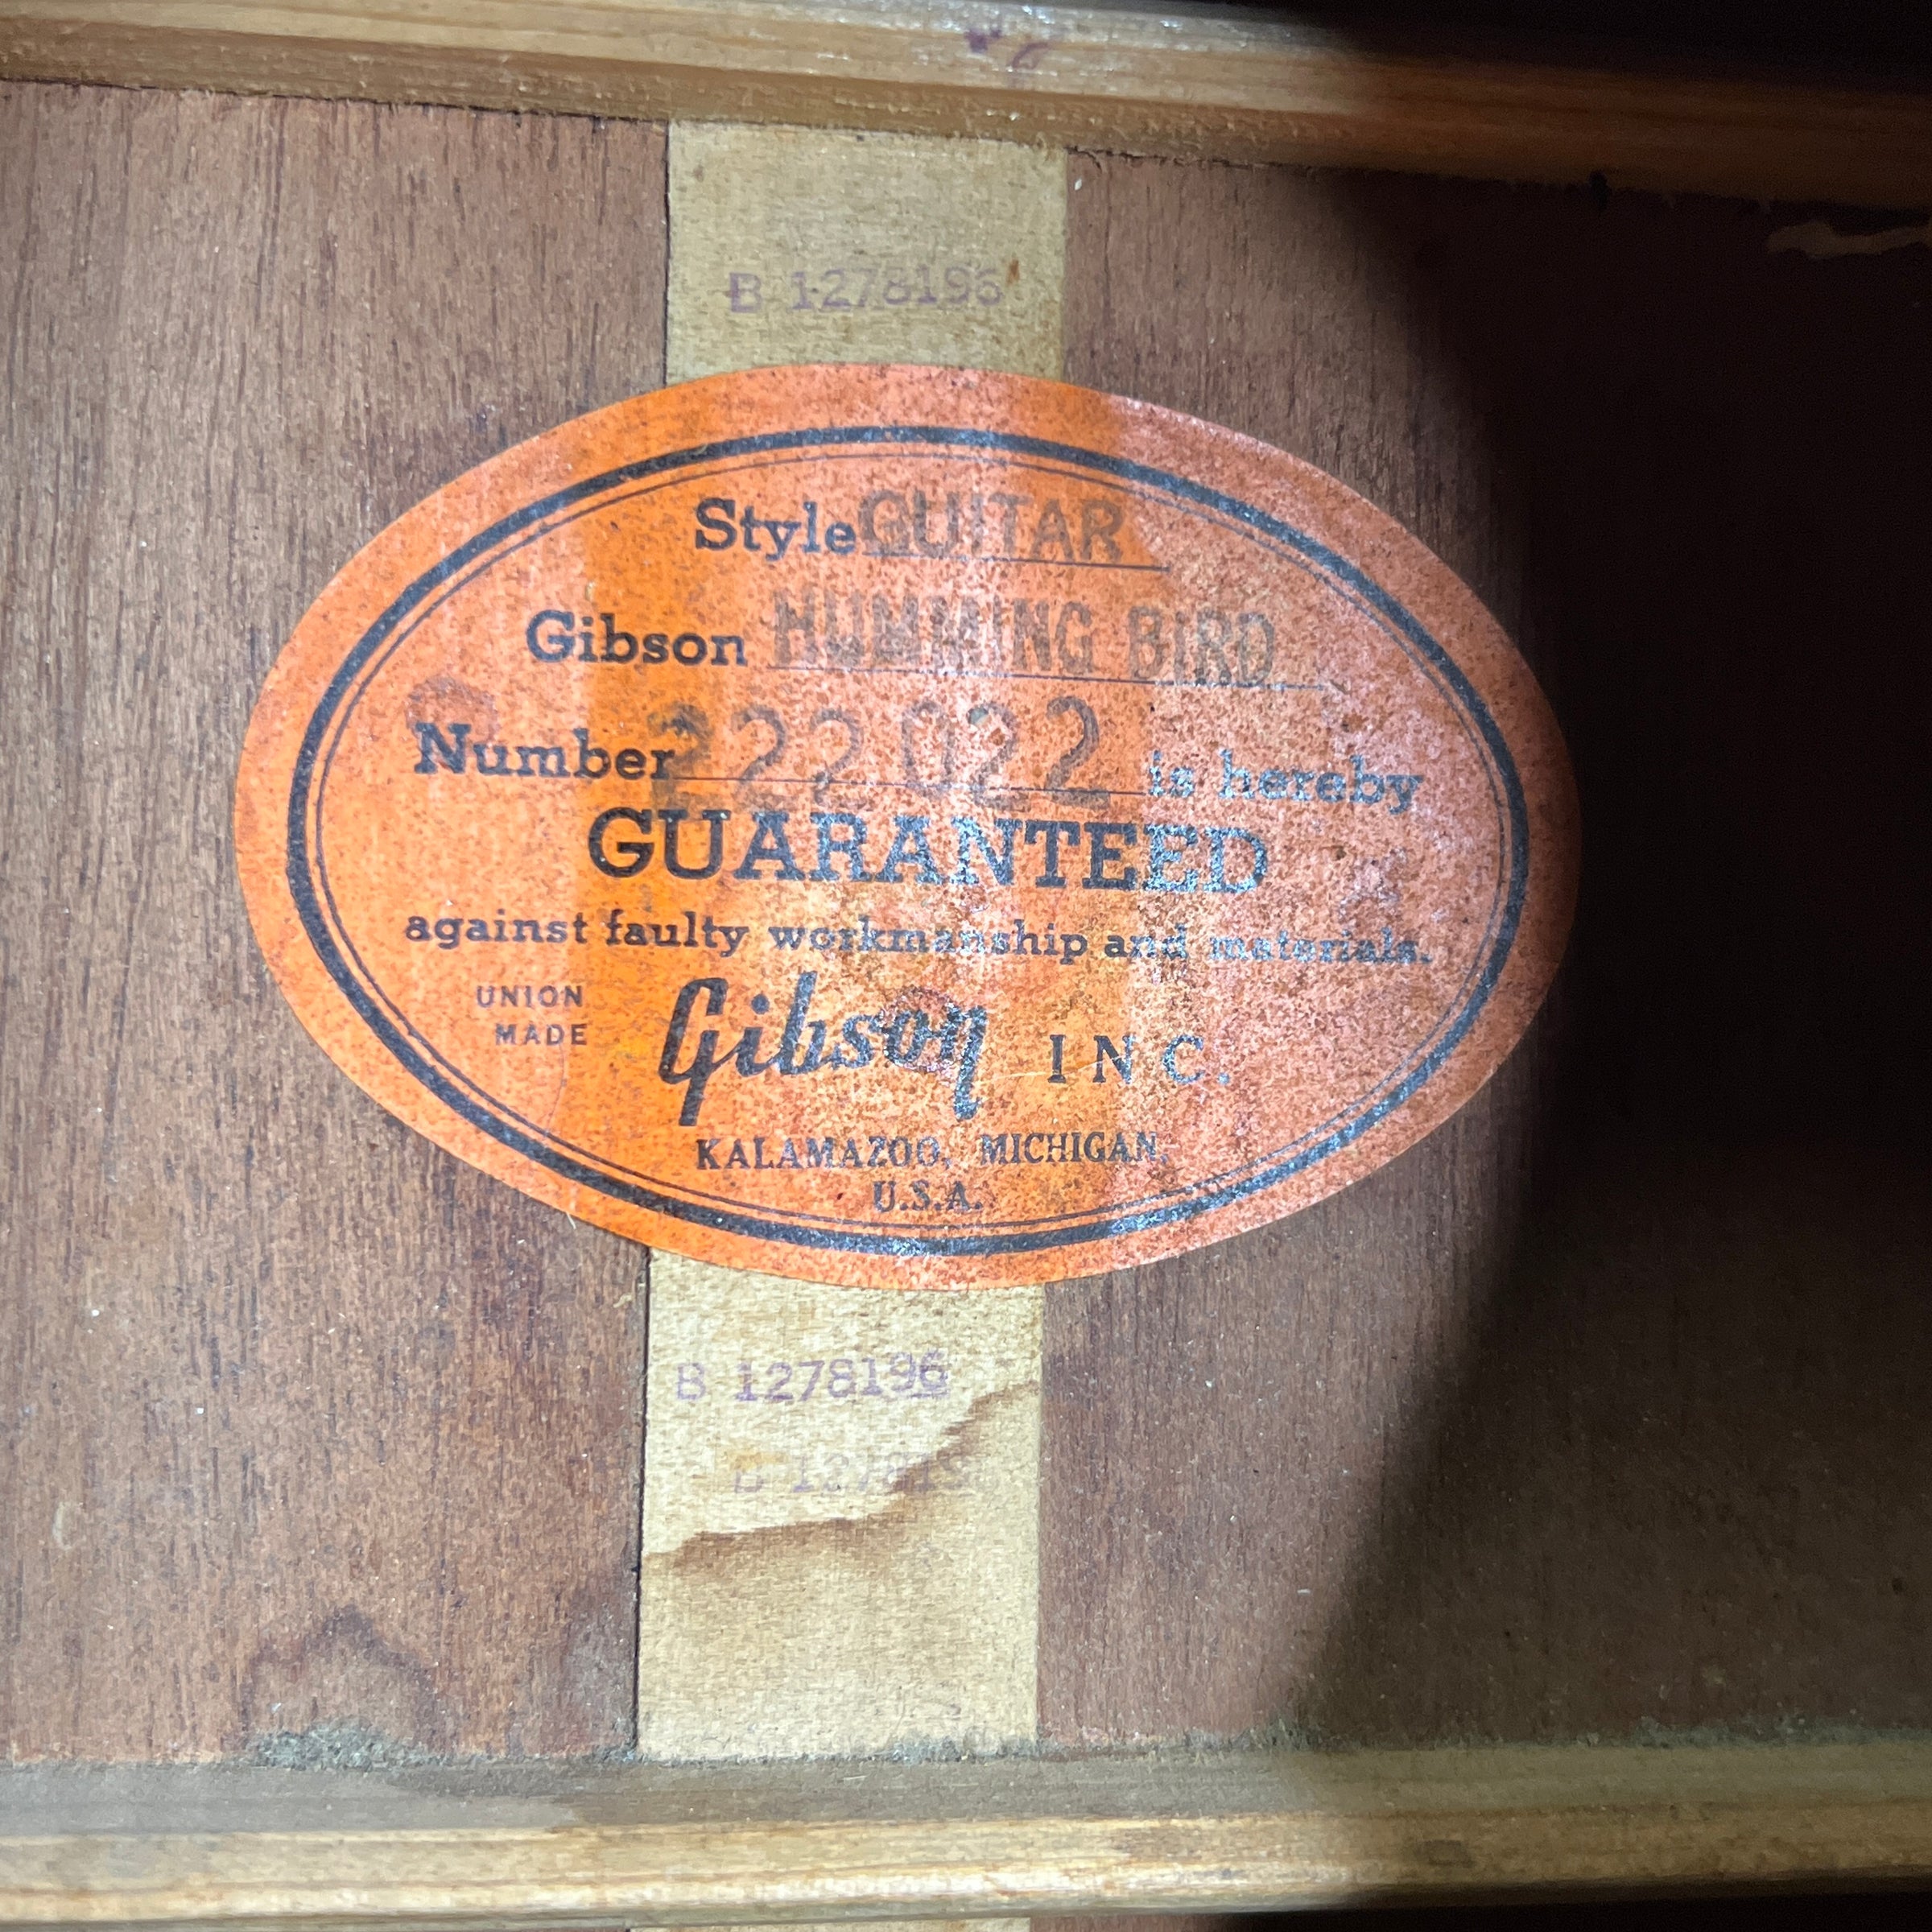 B 1278196
Style GUITAR
Gibson HUMMING BIRD
Number 222022 is hereby
GUARANTEED
against faulty workmanship and materials.
UNION
MADE
Gibson INC.
KALAMAZOO, MICHIGAN,
U.S.A.
B 1278196
B 12781